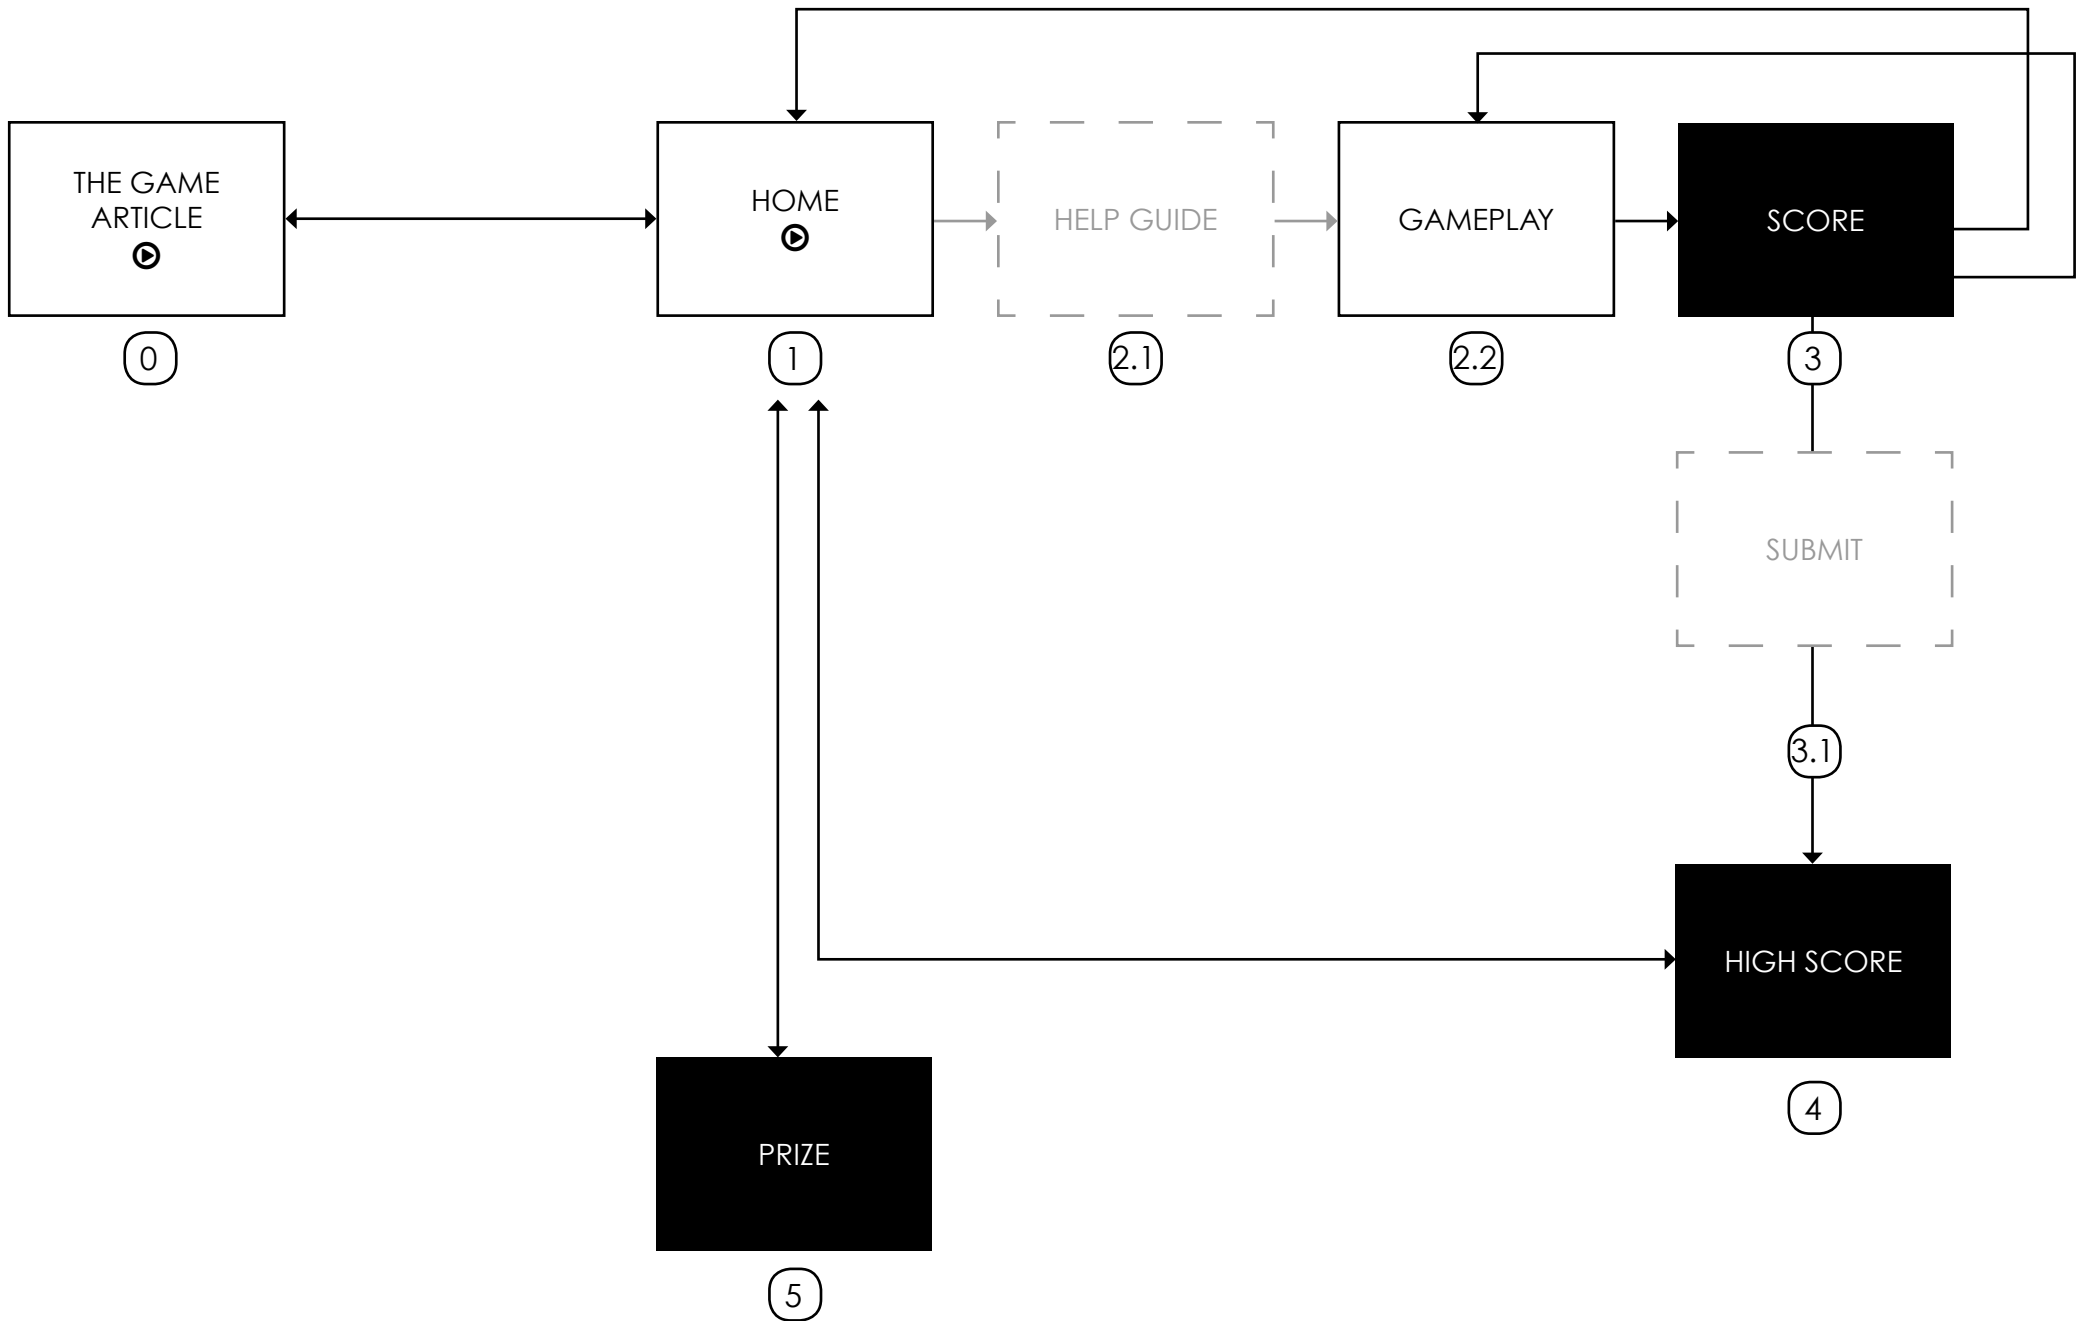 THE GAME
ARTICLE
HOME
HELP GUIDE
GAMEPLAY
SCORE
0
1
2.1
2.2
3
SUBMIT
3.1
HIGH SCORE
4
PRIZE
5